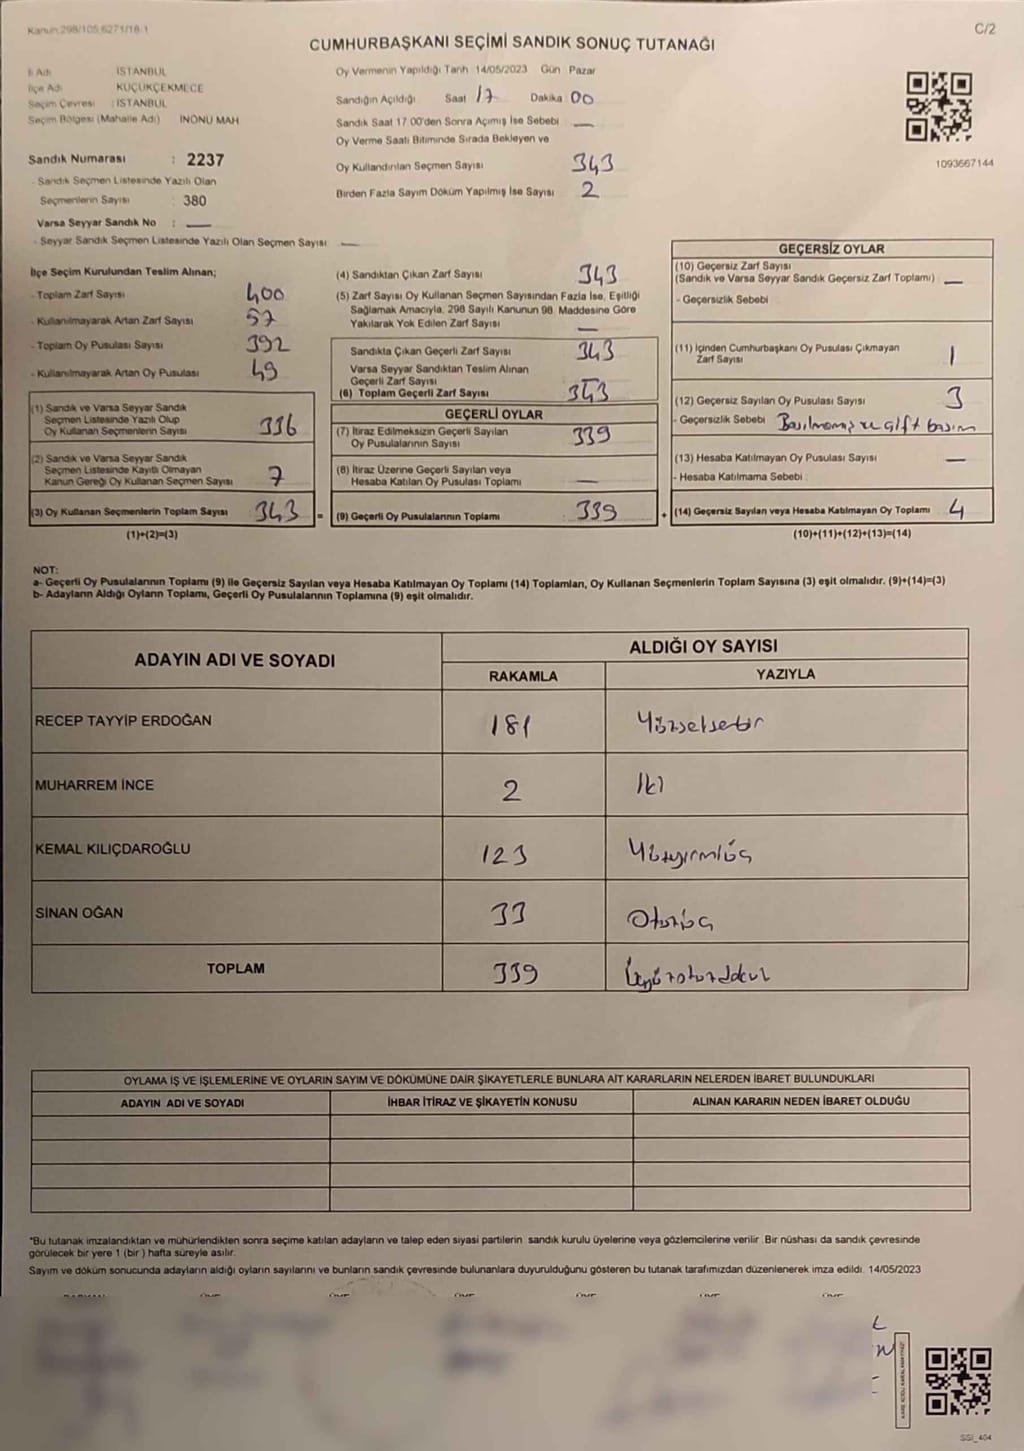 Kanun:298/105,6271/18-1
C/2
CUMHURBAŞKANI SEÇİMİ SANDIK SONUÇ TUTANAĞI
İl Adı : İSTANBUL
İlçe Adı : KÜÇÜKÇEKMECE
Seçim Çevresi : İSTANBUL
Seçim Bölgesi (Mahalle Adı) : İNÖNÜ MAH
Sandık Numarası : 2237
- Sandık Seçmen Listesinde Yazılı Olan
Seçmenlerin Sayısı : 380
Varsa Seyyar Sandık No : —
- Seyyar Sandık Seçmen Listesinde Yazılı Olan Seçmen Sayısı : —
Oy Vermenin Yapıldığı Tarih 14/05/2023 Gün Pazar
Sandığın Açıldığı Saat 17 Dakika 00
Sandık Saat 17.00'den Sonra Açımış İse Sebebi —
Oy Verme Saati Bitiminde Sırada Bekleyen ve
Oy Kullandırılan Seçmen Sayısı 343
Birden Fazla Sayım Döküm Yapılmış İse Sayısı 2
1093667144
İlçe Seçim Kurulundan Teslim Alınan;
- Toplam Zarf Sayısı 400
- Kullanılmayarak Artan Zarf Sayısı 57
- Toplam Oy Pusulası Sayısı 392
- Kullanılmayarak Artan Oy Pusulası 49
(1) Sandık ve Varsa Seyyar Sandık
Seçmen Listesinde Yazılı Olup
Oy Kullanan Seçmenlerin Sayısı 336
(2) Sandık ve Varsa Seyyar Sandık
Seçmen Listesinde Kayıtlı Olmayan
Kanun Gereği Oy Kullanan Seçmen Sayısı 7
(3) Oy Kullanan Seçmenlerin Toplam Sayısı 343
(1)+(2)=(3)
(4) Sandıktan Çıkan Zarf Sayısı 343
(5) Zarf Sayısı Oy Kullanan Seçmen Sayısından Fazla İse, Eşitliği
Sağlamak Amacıyla, 298 Sayılı Kanunun 98. Maddesine Göre
Yakılarak Yok Edilen Zarf Sayısı —
Sandıkta Çıkan Geçerli Zarf Sayısı 343
Varsa Seyyar Sandıktan Teslim Alınan
Geçerli Zarf Sayısı
(6) Toplam Geçerli Zarf Sayısı 343
GEÇERLİ OYLAR
(7) İtiraz Edilmeksizin Geçerli Sayılan
Oy Pusulalarının Sayısı 339
(8) İtiraz Üzerine Geçerli Sayılan veya
Hesaba Katılan Oy Pusulası Toplamı —
= (9) Geçerli Oy Pusulalarının Toplamı : 339 +
GEÇERSİZ OYLAR
(10) Geçersiz Zarf Sayısı
(Sandık ve Varsa Seyyar Sandık Geçersiz Zarf Toplamı) —
- Geçersizlik Sebebi
(11) İçinden Cumhurbaşkanı Oy Pusulası Çıkmayan
Zarf Sayısı 1
(12) Geçersiz Sayılan Oy Pusulası Sayısı 3
- Geçersizlik Sebebi Basılmamış ve çift basım
(13) Hesaba Katılmayan Oy Pusulası Sayısı —
- Hesaba Katılmama Sebebi
(14) Geçersiz Sayılan veya Hesaba Katılmayan Oy Toplamı 4
(10)+(11)+(12)+(13)=(14)
NOT:
a- Geçerli Oy Pusulalarının Toplamı (9) ile Geçersiz Sayılan veya Hesaba Katılmayan Oy Toplamı (14) Toplamları, Oy Kullanan Seçmenlerin Toplam Sayısına (3) eşit olmalıdır. (9)+(14)=(3)
b- Adayların Aldığı Oyların Toplamı, Geçerli Oy Pusulalarının Toplamına (9) eşit olmalıdır.
ADAYIN ADI VE SOYADI ALDIĞI OY SAYISI
RAKAMLA YAZIYLA
RECEP TAYYİP ERDOĞAN 181 Yüzseksebir
MUHARREM İNCE 2 İki
KEMAL KILIÇDAROĞLU 123 Yüzyirmiüç
SİNAN OĞAN 33 Otuzüç
TOPLAM 339 Üçyüzotuzdokuz
OYLAMA İŞ VE İŞLEMLERİNE VE OYLARIN SAYIM VE DÖKÜMÜNE DAİR ŞİKAYETLERLE BUNLARA AİT KARARLARIN NELERDEN İBARET BULUNDUKLARI
ADAYIN ADI VE SOYADI İHBAR İTİRAZ VE ŞİKAYETİN KONUSU ALINAN KARARIN NEDEN İBARET OLDUĞU
*Bu tutanak imzalandıktan ve mühürlendikten sonra seçime katılan adayların ve talep eden siyasi partilerin sandık kurulu üyelerine veya gözlemcilerine verilir. Bir nüshası da sandık çevresinde
görülecek bir yere 1 (bir ) hafta süreyle asılır.
Sayım ve döküm sonucunda adayların aldığı oyların sayılarını ve bunların sandık çevresinde bulunanlara duyurulduğunu gösteren bu tutanak tarafımızdan düzenlenerek imza edildi. 14/05/2023
SSI_404